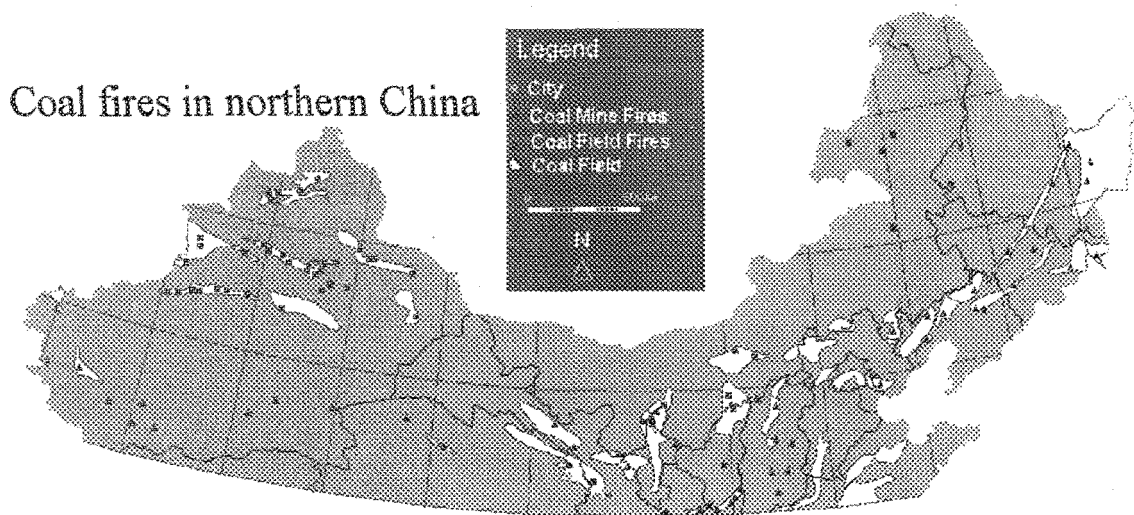 Coal fires in northern China
Legend
City
Coal Mine Fires
Coal Field Fires
Coal Field
N